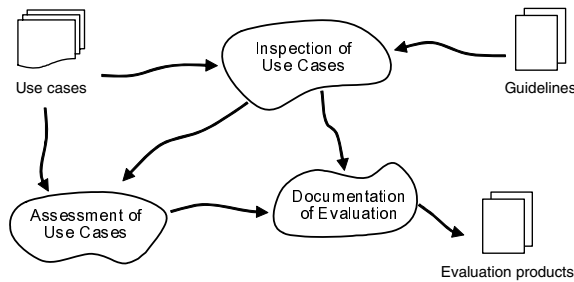 Inspection of
Use Cases
Use cases
Guidelines
Assessment of
Use Cases
Documentation
of Evaluation
Evaluation products